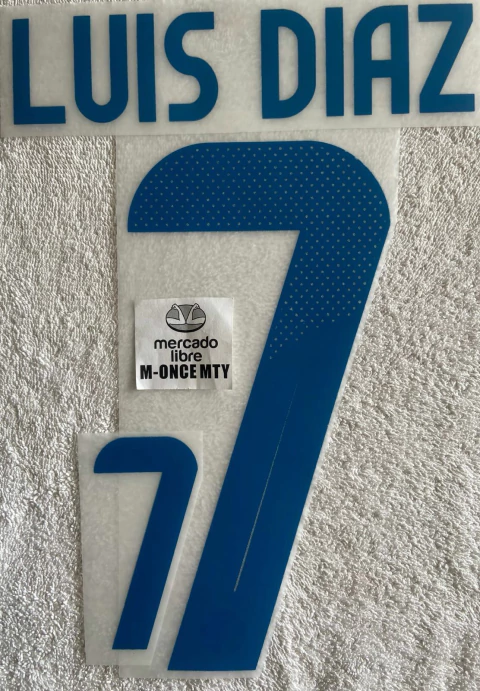 LUIS DIAZ
7
mercado
libre
M-ONCE MTY
7